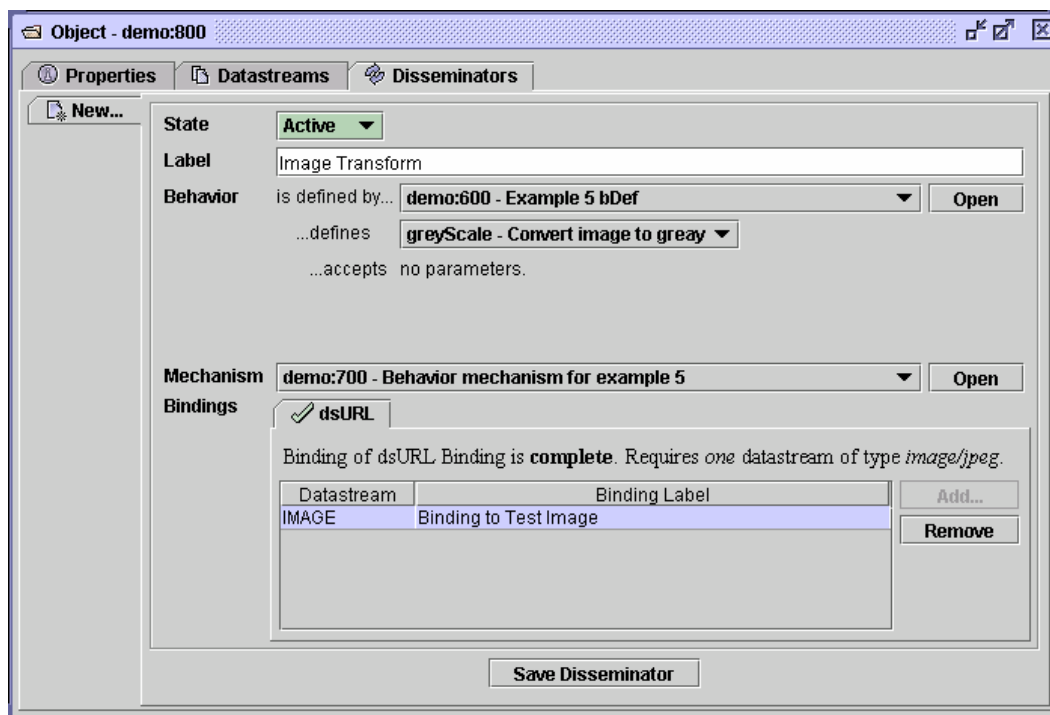 Object - demo:800
Properties Datastreams Disseminators
New...
State Active
Label Image Transform
Behavior is defined by... demo:600 - Example 5 bDef Open
...defines greyScale - Convert image to greay
...accepts no parameters.
Mechanism demo:700 - Behavior mechanism for example 5 Open
Bindings dsURL
Binding of dsURL Binding is complete. Requires one datastream of type image/jpeg.
Datastream Binding Label Add...
IMAGE Binding to Test Image
Remove
Save Disseminator